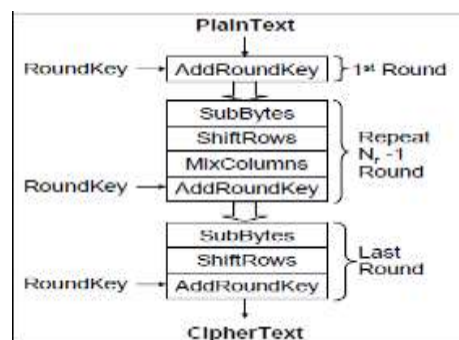 PlainText
RoundKey AddRoundKey 1st Round
SubBytes
ShiftRows
MixColumns
RoundKey AddRoundKey
Repeat
Nr -1
Round
SubBytes
ShiftRows
RoundKey AddRoundKey
Last
Round
CipherText